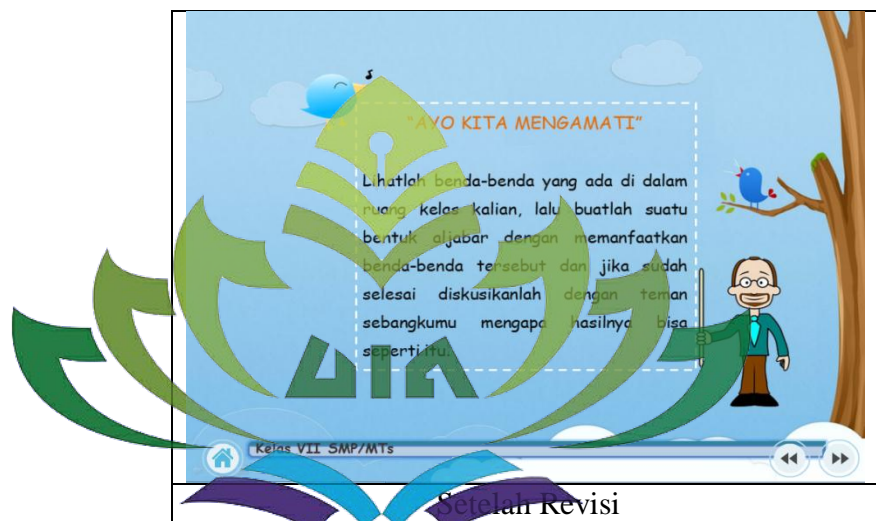 "AYO KITA MENGAMATI"
Lihatlah benda-benda yang ada di dalam
ruang kelas kalian, lalu buatlah suatu
bentuk aljabar dengan memanfaatkan
benda-benda tersebut dan jika sudah
selesai diskusikanlah dengan teman
sebangkumu mengapa hasilnya bisa
seperti itu.
UIN
Kelas VII SMP/MTs
Setelah Revisi